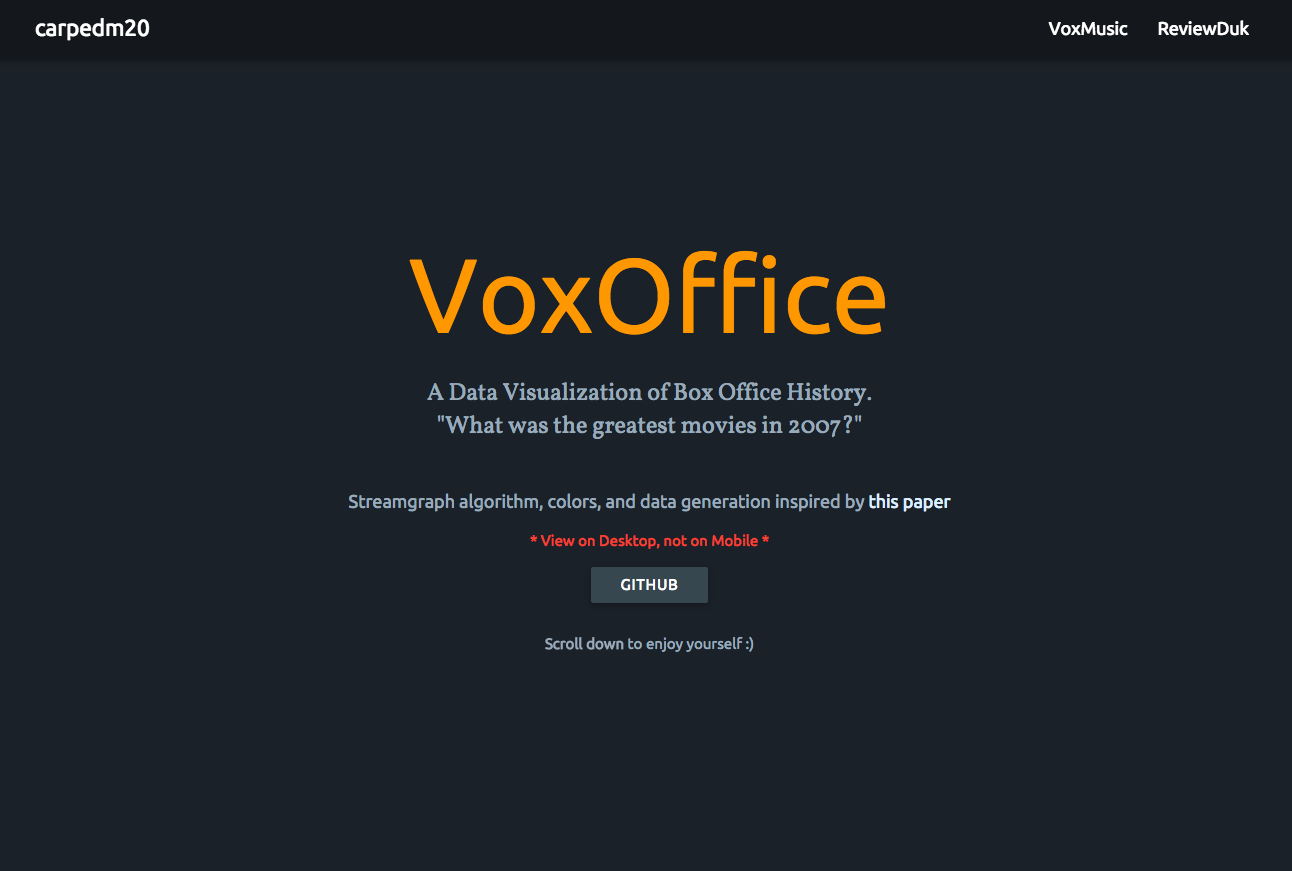 carpedm20
VoxMusic
ReviewDuk
VoxOffice
A Data Visualization of Box Office History.
"What was the greatest movies in 2007?"
Streamgraph algorithm, colors, and data generation inspired by this paper
* View on Desktop, not on Mobile *
GITHUB
Scroll down to enjoy yourself :)